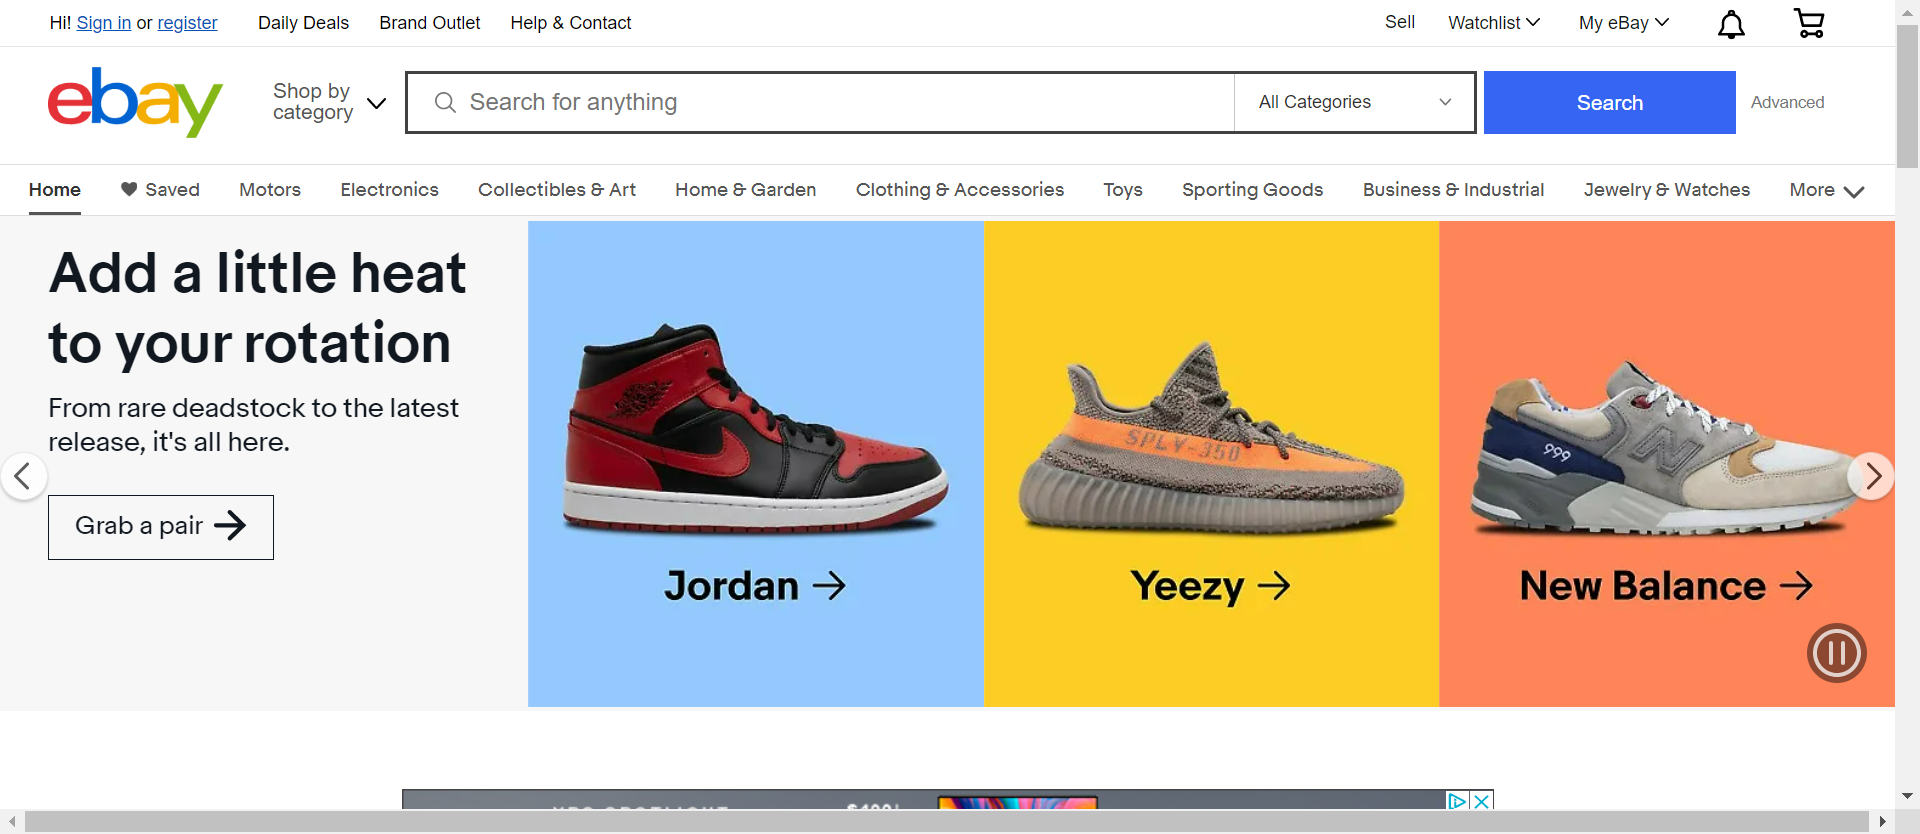 Hi! Sign in or register
Daily Deals
Brand Outlet
Help & Contact
Sell
Watchlist
My eBay
ebay
Shop by
category
Search for anything
All Categories
Search
Advanced
Home
Saved
Motors
Electronics
Collectibles & Art
Home & Garden
Clothing & Accessories
Toys
Sporting Goods
Business & Industrial
Jewelry & Watches
More
Add a little heat
to your rotation
From rare deadstock to the latest
release, it's all here.
Grab a pair
SPLY-350
999
N
Jordan
Yeezy
New Balance